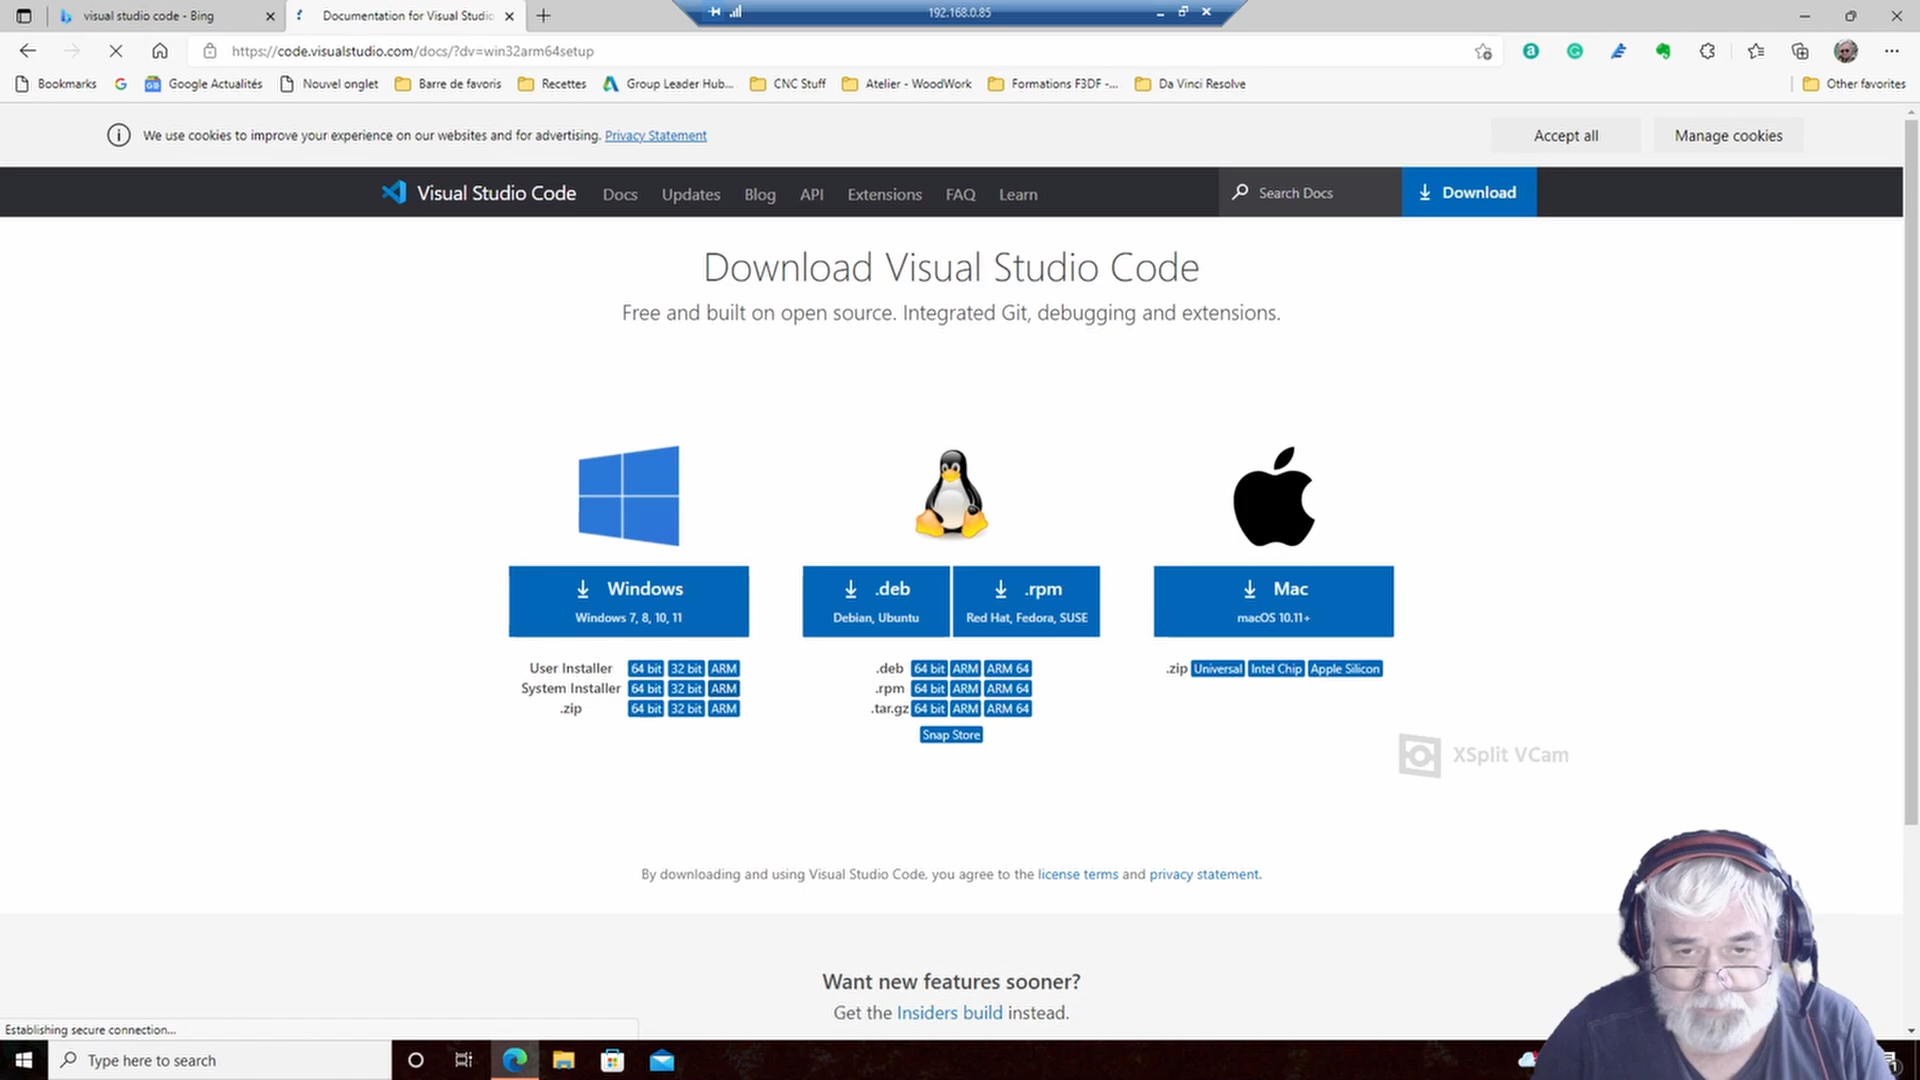 visual studio code - Bing
Documentation for Visual Studio
192.168.0.85
https://code.visualstudio.com/docs/?dv=win32arm64setup
Bookmarks
Google Actualités
Nouvel onglet
Barre de favoris
Recettes
Group Leader Hub...
CNC Stuff
Atelier - WoodWork
Formations F3DF -...
Da Vinci Resolve
Other favorites
We use cookies to improve your experience on our websites and for advertising. Privacy Statement
Accept all
Manage cookies
Visual Studio Code
Docs
Updates
Blog
API
Extensions
FAQ
Learn
Search Docs
Download
Download Visual Studio Code
Free and built on open source. Integrated Git, debugging and extensions.
Windows
Windows 7, 8, 10, 11
.deb
Debian, Ubuntu
.rpm
Red Hat, Fedora, SUSE
Mac
macOS 10.11+
User Installer 64 bit 32 bit ARM
System Installer 64 bit 32 bit ARM
.zip 64 bit 32 bit ARM
.deb 64 bit ARM ARM 64
.rpm 64 bit ARM ARM 64
.tar.gz 64 bit ARM ARM 64
Snap Store
.zip Universal Intel Chip Apple Silicon
XSplit VCam
By downloading and using Visual Studio Code, you agree to the license terms and privacy statement.
Want new features sooner?
Get the Insiders build instead.
Establishing secure connection...
Type here to search